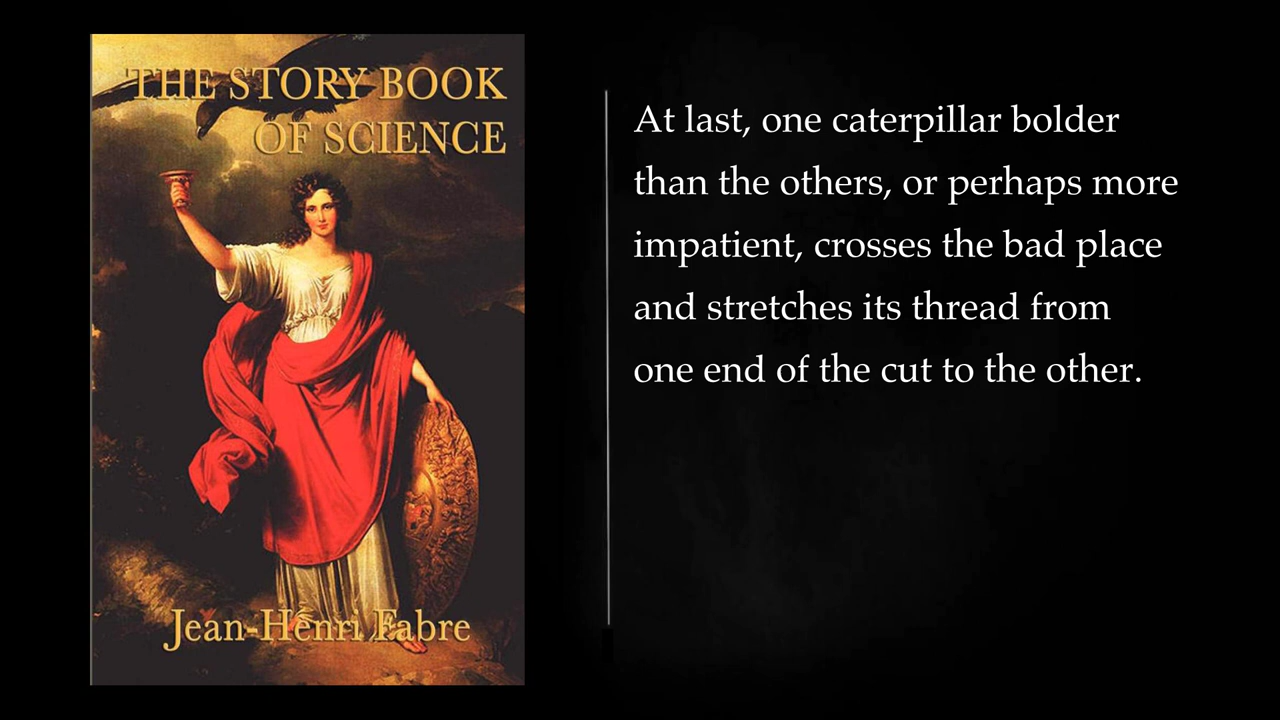 THE STORY BOOK
OF SCIENCE
Jean-Henri Fabre
At last, one caterpillar bolder
than the others, or perhaps more
impatient, crosses the bad place
and stretches its thread from
one end of the cut to the other.